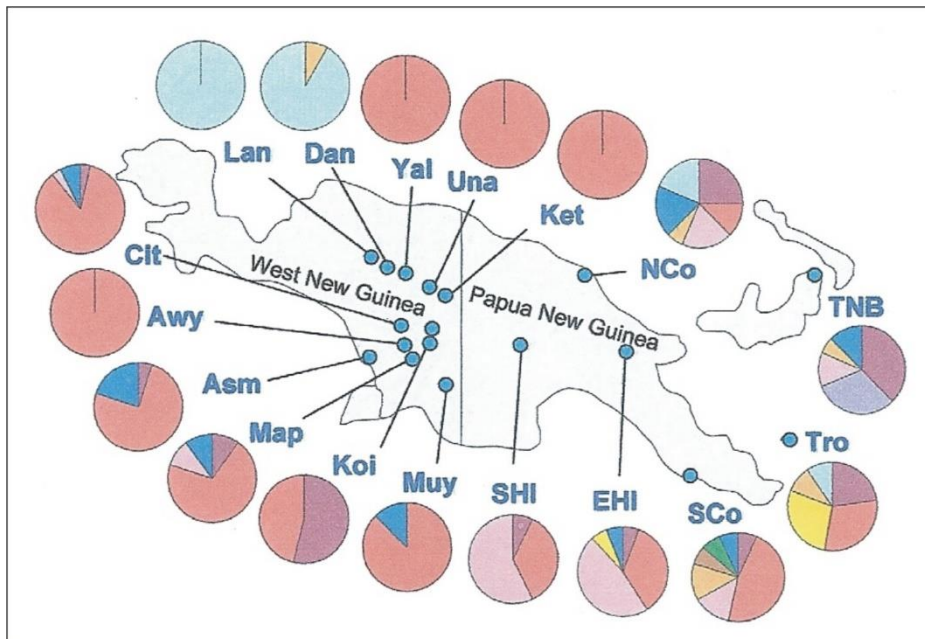 Lan
Dan
Yal
Una
Ket
NCo
TNB
Cit
West New Guinea
Papua New Guinea
Awy
Asm
Map
Koi
Muy
SHI
EHI
SCo
Tro